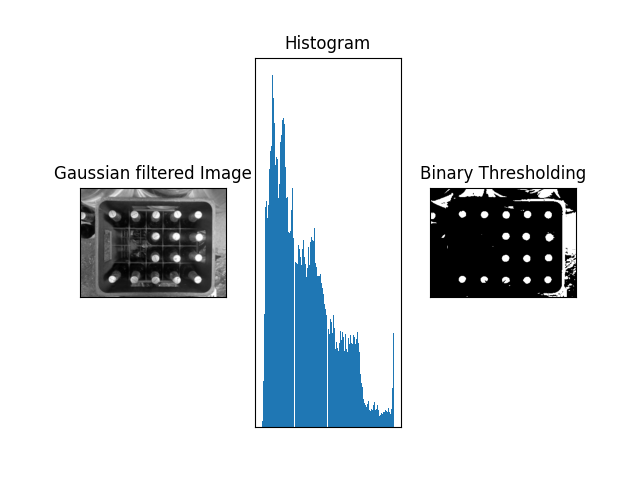 Histogram
Gaussian filtered Image
Binary Thresholding